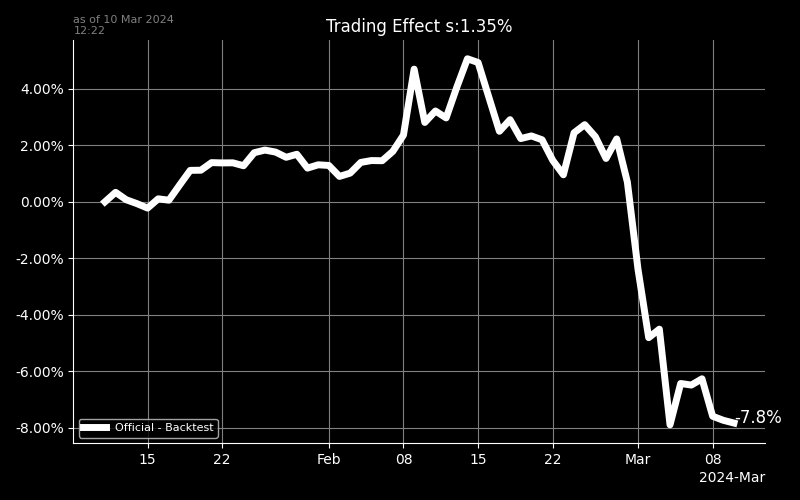 as of 10 Mar 2024
12:22
Trading Effect s:1.35%
4.00%
2.00%
0.00%
-2.00%
-4.00%
-6.00%
-8.00%
-7.8%
Official - Backtest
15 22 Feb 08 15 22 Mar 08
2024-Mar